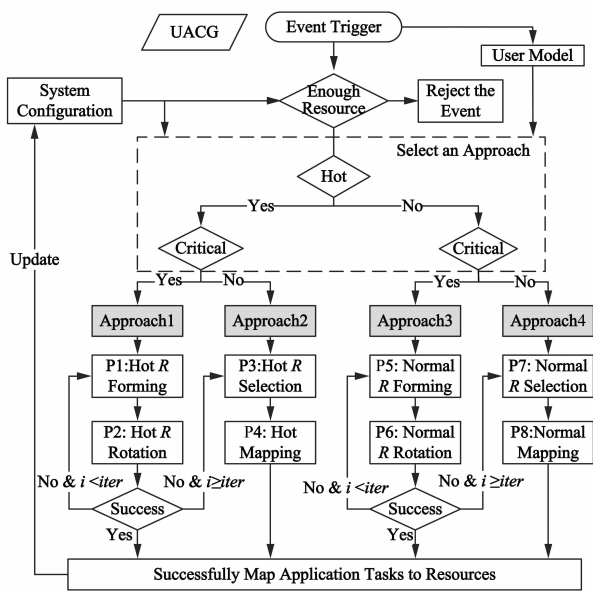 UACG
Event Trigger
User Model
System
Configuration
Enough
Resource
Reject the
Event
Select an Approach
Hot
Yes
No
Critical
Critical
Update
Yes
No
Yes
No
Approach1
Approach2
Approach3
Approach4
P1:Hot R
Forming
P3:Hot R
Selection
P5: Normal
R Forming
P7: Normal
R Selection
P2: Hot R
Rotation
P4: Hot
Mapping
P6: Normal
R Rotation
P8:Normal
Mapping
No & i <iter
No & i≥iter
No & i <iter
No & i ≥iter
Success
Success
Yes
Yes
Successfully Map Application Tasks to Resources